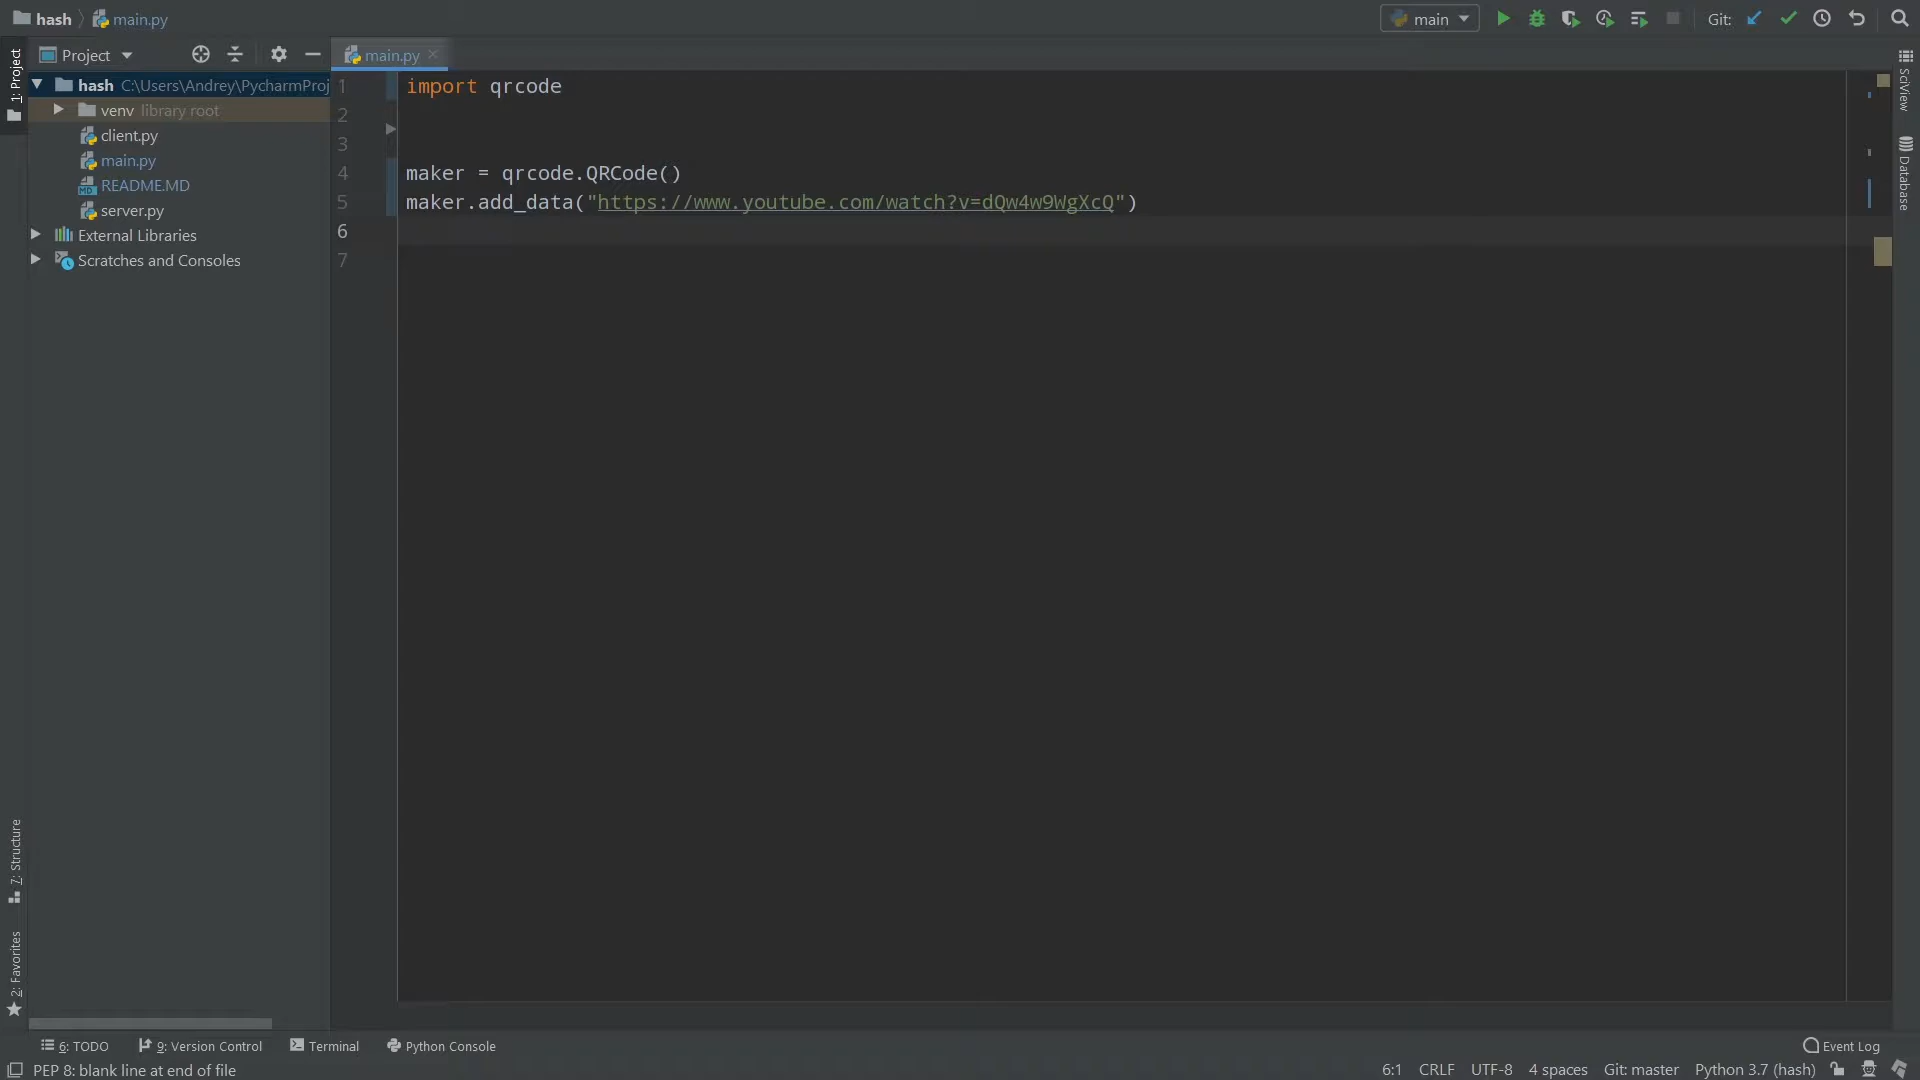 hash main.py
main Git:
Project
main.py
1: Project
hash C:\Users\Andrey\PycharmProj
venv library root
client.py
main.py
README.MD
server.py
External Libraries
Scratches and Consoles
1 import qrcode
2
3
4 maker = qrcode.QRCode()
5 maker.add_data("https://www.youtube.com/watch?v=dQw4w9WgXcQ")
6
7
SciView
Database
7: Structure
2: Favorites
6: TODO 9: Version Control Terminal Python Console Event Log
PEP 8: blank line at end of file 6:1 CRLF UTF-8 4 spaces Git: master Python 3.7 (hash)